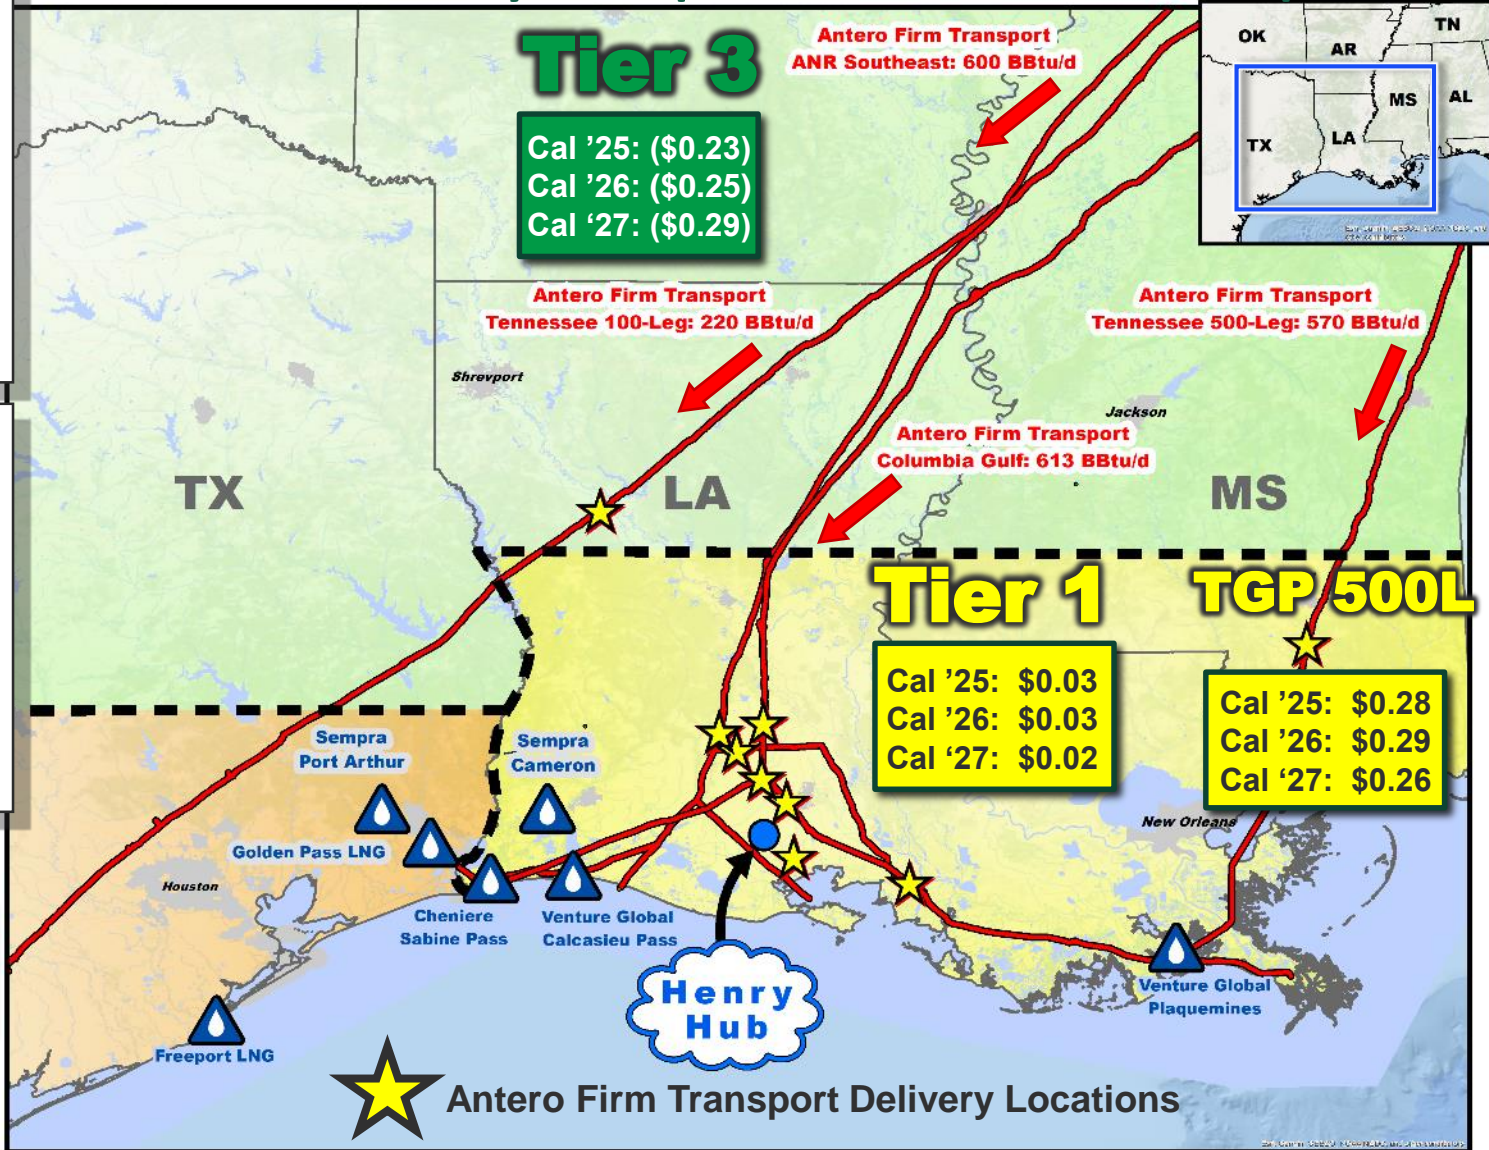 Tier 3
Cal ’25: ($0.23)
Cal ’26: ($0.25)
Cal ‘27: ($0.29)
Antero Firm Transport
ANR Southeast: 600 BBtu/d
OK
AR
TN
MS
AL
TX
LA
Antero Firm Transport
Tennessee 100-Leg: 220 BBtu/d
Antero Firm Transport
Tennessee 500-Leg: 570 BBtu/d
Shrevport
Jackson
Antero Firm Transport
Columbia Gulf: 613 BBtu/d
TX
LA
MS
Tier 1
Cal ’25: $0.03
Cal ’26: $0.03
Cal ‘27: $0.02
TGP 500L
Cal ’25: $0.28
Cal ’26: $0.29
Cal ‘27: $0.26
Sempra
Port Arthur
Sempra
Cameron
Golden Pass LNG
New Orleans
Houston
Cheniere
Sabine Pass
Venture Global
Calcasieu Pass
Henry
Hub
Venture Global
Plaquemines
Freeport LNG
Antero Firm Transport Delivery Locations